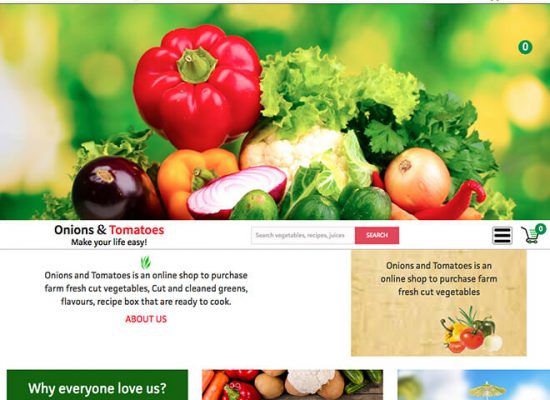 0
Onions & Tomatoes
Make your life easy!
Search vegetables, recipes, juices
SEARCH
0
Onions and Tomatoes is an online shop to purchase
farm fresh cut vegetables, Cut and cleaned greens,
flavours, recipe box that are ready to cook.
ABOUT US
Onions and Tomatoes is an
online shop to purchase farm
fresh cut vegetables
Why everyone love us?